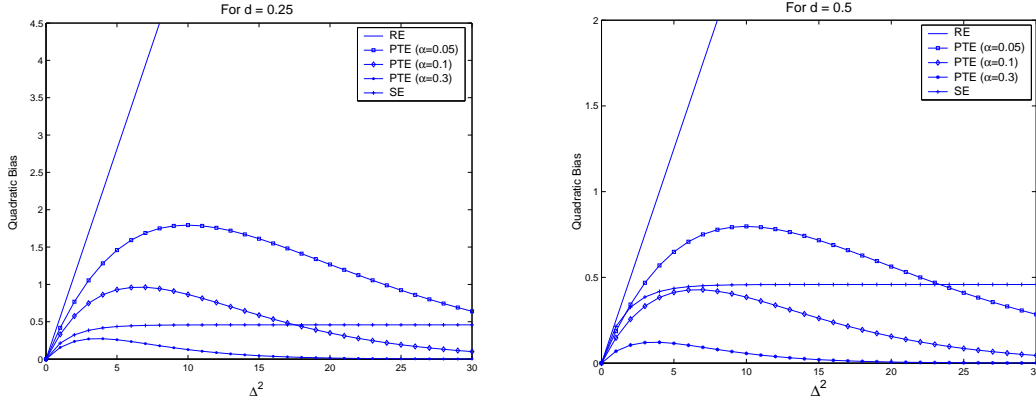 For d = 0.25
Quadratic Bias
4.5
4
3.5
3
2.5
2
1.5
1
0.5
0
0 5 10 15 20 25 30
Δ²
RE
PTE (α=0.05)
PTE (α=0.1)
PTE (α=0.3)
SE
For d = 0.5
Quadratic Bias
2
1.5
1
0.5
0
0 5 10 15 20 25 30
Δ²
RE
PTE (α=0.05)
PTE (α=0.1)
PTE (α=0.3)
SE